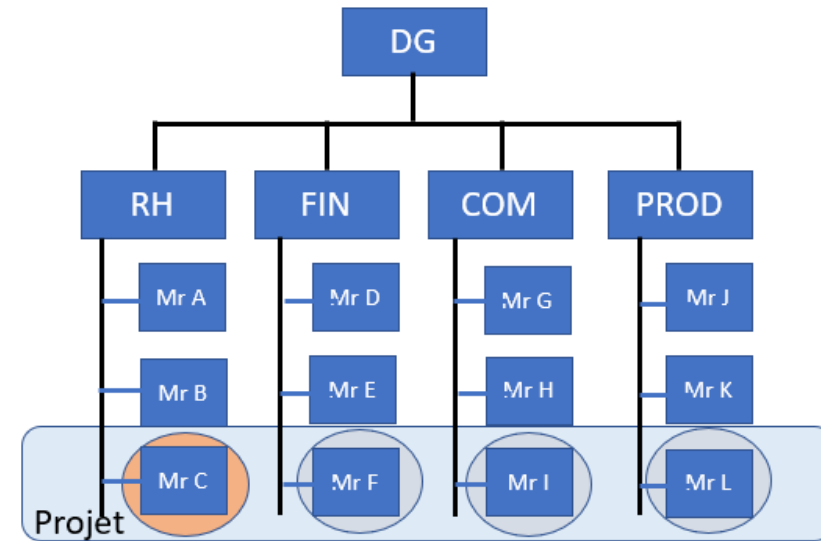 DG
RH
FIN
COM
PROD
Mr A
Mr D
Mr G
Mr J
Mr B
Mr E
Mr H
Mr K
Mr C
Mr F
Mr I
Mr L
Projet